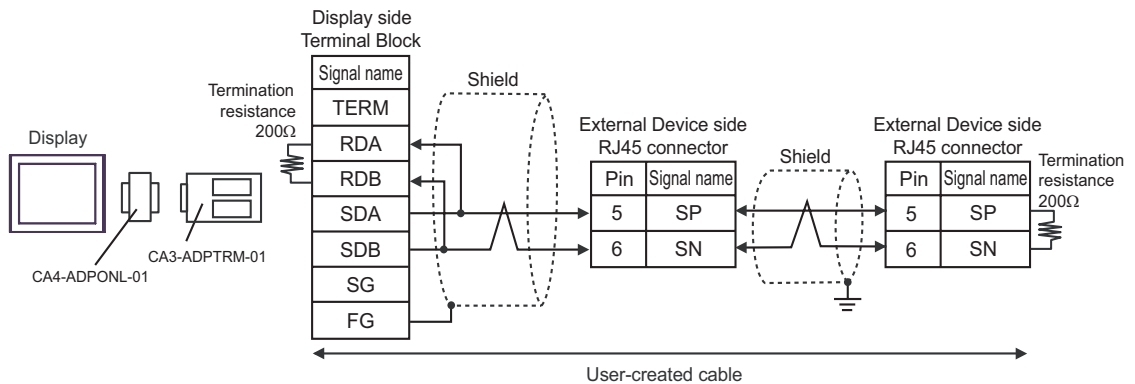 Display side
Terminal Block
Signal name
TERM
RDA
RDB
SDA
SDB
SG
FG
Termination
resistance
200Ω
Display
CA4-ADPONL-01
CA3-ADPTRM-01
Shield
External Device side
RJ45 connector
Pin Signal name
5 SP
6 SN
Shield
External Device side
RJ45 connector
Pin Signal name
5 SP
6 SN
Termination
resistance
200Ω
User-created cable